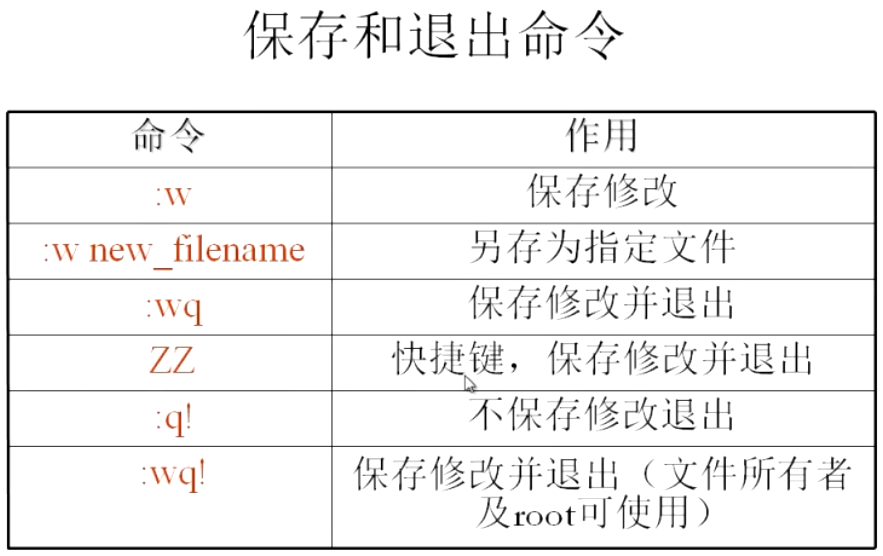 保存和退出命令
命令 作用
:w 保存修改
:w new_filename 另存为指定文件
:wq 保存修改并退出
ZZ 快捷键，保存修改并退出
:q! 不保存修改退出
:wq! 保存修改并退出（文件所有者
及root可使用）